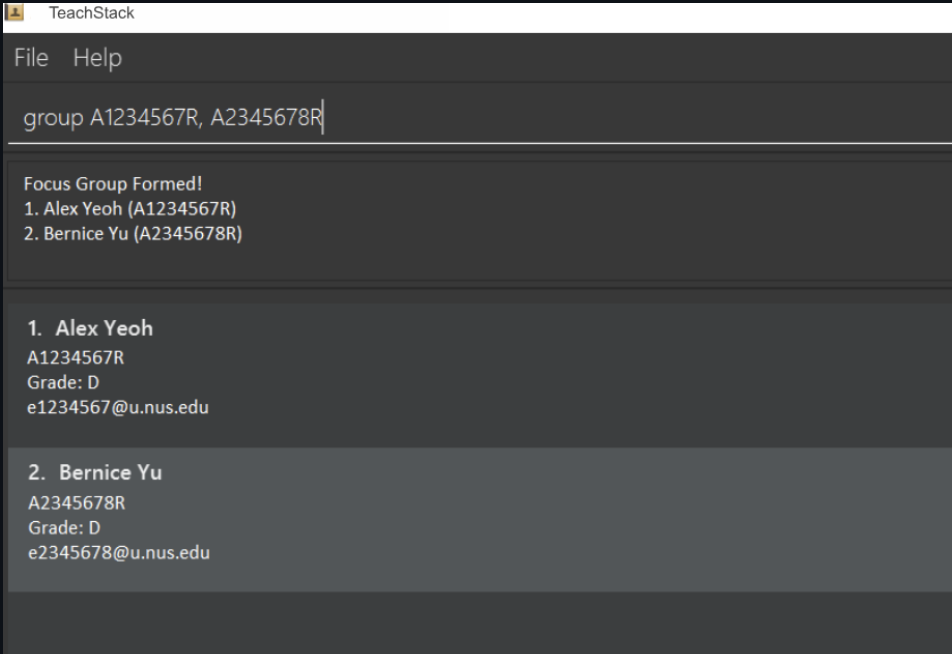 TeachStack
File Help
group A1234567R, A2345678R
Focus Group Formed!
1. Alex Yeoh (A1234567R)
2. Bernice Yu (A2345678R)
1. Alex Yeoh
A1234567R
Grade: D
e1234567@u.nus.edu
2. Bernice Yu
A2345678R
Grade: D
e2345678@u.nus.edu